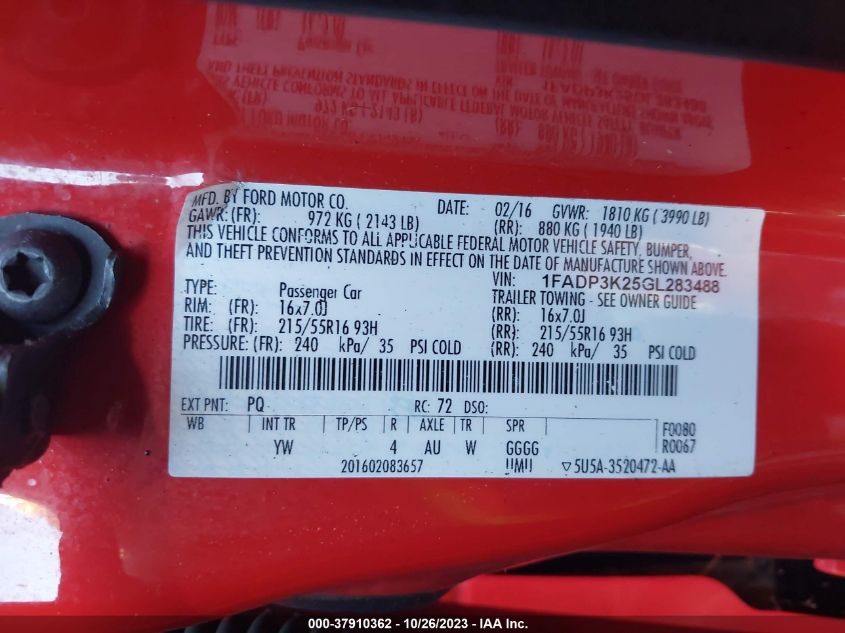 MFD. BY FORD MOTOR CO. DATE: 02/16 GVWR: 1810 KG ( 3990 LB)
GAWR: (FR): 972 KG ( 2143 LB) (RR): 880 KG ( 1940 LB)
THIS VEHICLE CONFORMS TO ALL APPLICABLE FEDERAL MOTOR VEHICLE SAFETY, BUMPER,
AND THEFT PREVENTION STANDARDS IN EFFECT ON THE DATE OF MANUFACTURE SHOWN ABOVE.
VIN: 1FADP3K25GL283488
TYPE: Passenger Car TRAILER TOWING - SEE OWNER GUIDE
RIM: (FR): 16x7.0J (RR): 16x7.0J
TIRE: (FR): 215/55R16 93H (RR): 215/55R16 93H
PRESSURE: (FR): 240 kPa/ 35 PSI COLD (RR): 240 kPa/ 35 PSI COLD
EXT PNT: PQ RC: 72 DSO:
WB INT TR TP/PS R AXLE TR SPR F0080
YW 4 AU W GGGG R0067
201602083657 ▽5U5A-3520472-AA
000-37910362 - 10/26/2023 - IAA Inc.